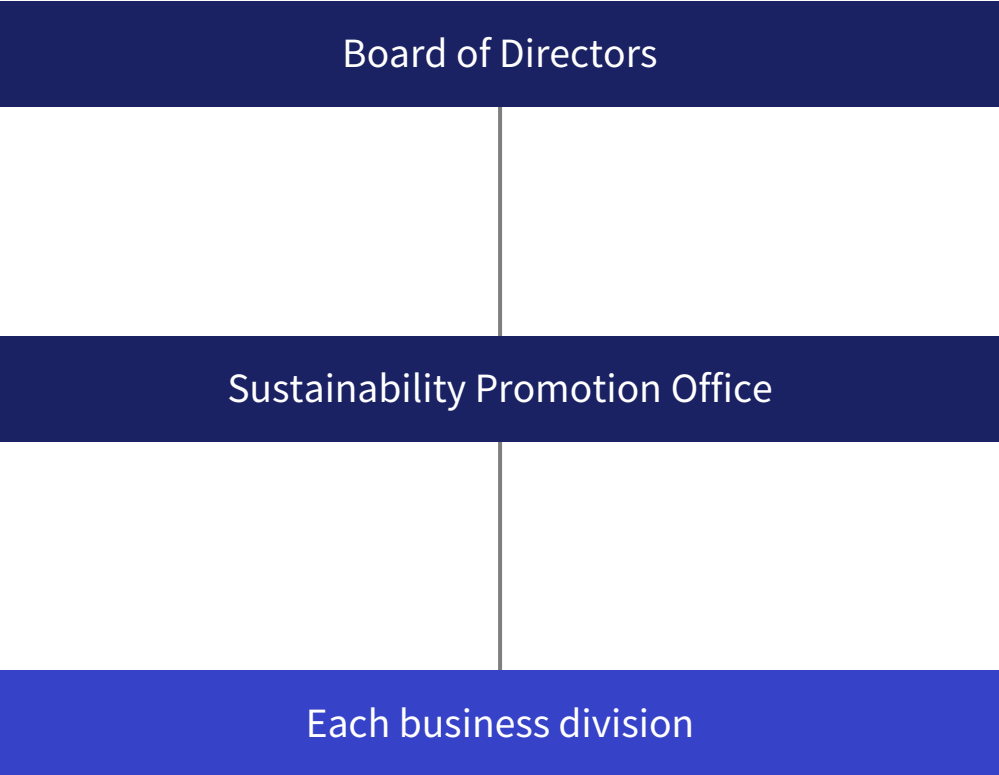 Board of Directors
Sustainability Promotion Office
Each business division